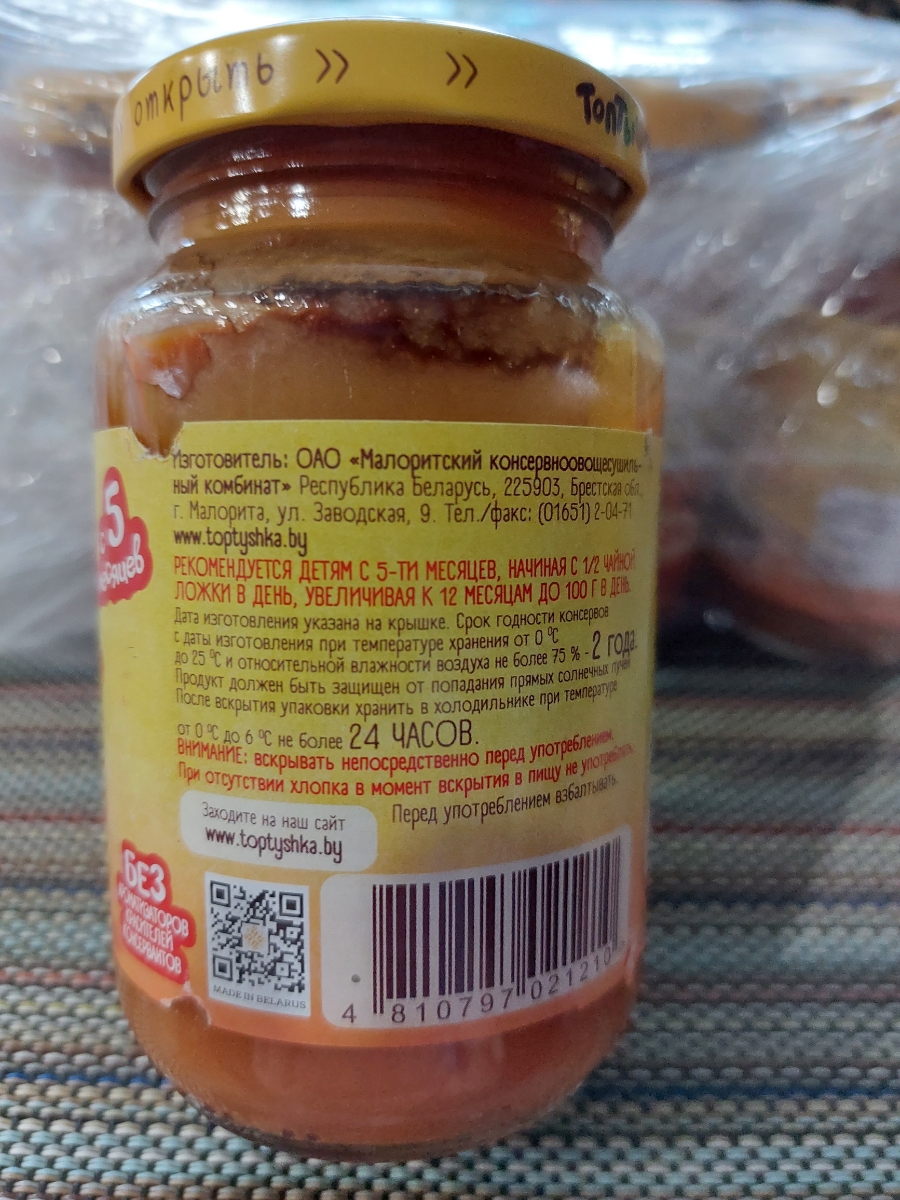 открыть »  »
Топты
Изготовитель: ОАО «Малоритский консервноовощесушиль-
ный комбинат» Республика Беларусь, 225903, Брестская обл.,
г. Малорита, ул. Заводская, 9. Тел./факс: (01651) 2-04-71
www.toptyshka.by
5
месяцев
РЕКОМЕНДУЕТСЯ ДЕТЯМ С 5-ТИ МЕСЯЦЕВ, НАЧИНАЯ С 1/2 ЧАЙНОЙ
ЛОЖКИ В ДЕНЬ, УВЕЛИЧИВАЯ К 12 МЕСЯЦАМ ДО 100 Г В ДЕНЬ.
Дата изготовления указана на крышке. Срок годности консервов
с даты изготовления при температуре хранения от 0 °С
до 25 °С и относительной влажности воздуха не более 75 % - 2 года.
Продукт должен быть защищен от попадания прямых солнечных лучей
После вскрытия упаковки хранить в холодильнике при температуре
от 0 °С до 6 °С не более 24 ЧАСОВ.
ВНИМАНИЕ: вскрывать непосредственно перед употреблением.
При отсутствии хлопка в момент вскрытия в пищу не употреблять.
Перед употреблением взбалтывать.
Заходите на наш сайт
www.toptyshka.by
БЕЗ
АРОМАТИЗАТОРОВ
КРАСИТЕЛЕЙ
КОНСЕРВАНТОВ
MADE IN BELARUS
4 810797 021210